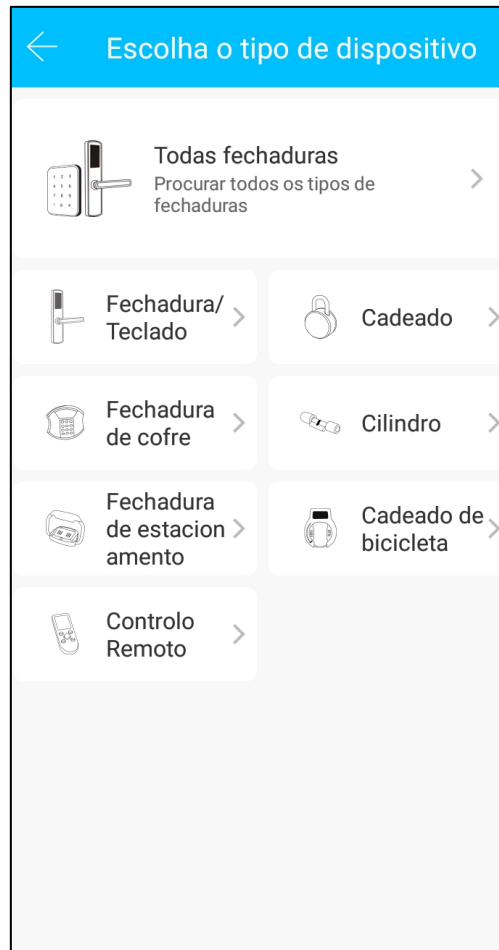 Escolha o tipo de dispositivo
Todas fechaduras
Procurar todos os tipos de
fechaduras
Fechadura/
Teclado
Cadeado
Fechadura
de cofre
Cilindro
Fechadura
de estacion
amento
Cadeado de
bicicleta
Controlo
Remoto